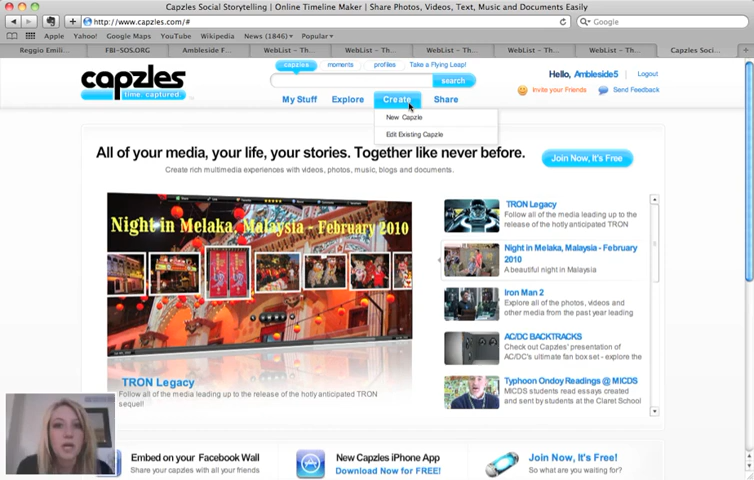 Capzles Social Storytelling | Online Timeline Maker | Share Photos, Videos, Text, Music and Documents Easily
http://www.capzles.com/#
Google
Apple Yahoo! Google Maps YouTube Wikipedia News (1846) Popular
Reggio Emili... FBI-SOS.ORG Ambleside F... WebList – Th... WebList – Th... WebList – Th... WebList – Th... WebList – Th... Capzles Soci...
capzles moments profiles Take a Flying Leap!
capzles
time. captured.
search
Hello, Ambleside5 Logout
Invite your Friends Send Feedback
My Stuff Explore Create Share
New Capzle
Edit Existing Capzle
All of your media, your life, your stories. Together like never before.
Create rich multimedia experiences with videos, photos, music, blogs and documents.
Join Now, It's Free
Night in Melaka, Malaysia - February 2010
TRON Legacy
Follow all of the media leading up to the release of the hotly anticipated TRON
sequel!
TRON Legacy
Follow all of the media leading up to the
release of the hotly anticipated TRON
Night in Melaka, Malaysia - February
2010
A beautiful night in Malaysia
Iron Man 2
Explore all of the photos, videos and
other media from the past year leading
AC/DC BACKTRACKS
Check out Capzles' presentation of
AC/DC's ultimate fan box set - explore the
Typhoon Ondoy Readings @ MICDS
MICDS students read essays created
and sent by students at the Claret School
Embed on your Facebook Wall
Share your capzles with all your friends
New Capzles iPhone App
Download Now for FREE!
Join Now, It's Free!
So what are you waiting for?